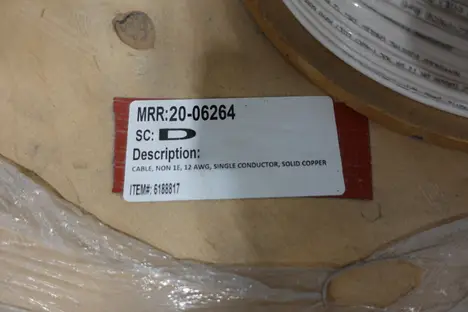 MRR:20-06264
SC: D
Description:
CABLE, NON 1E, 12 AWG, SINGLE CONDUCTOR, SOLID COPPER
ITEM#: 6188817